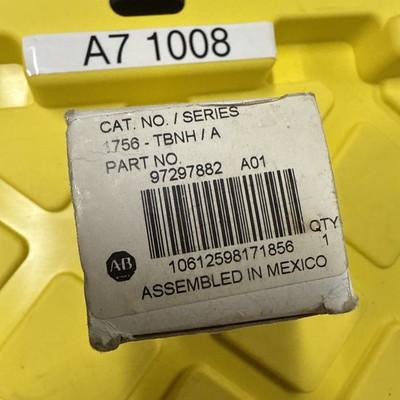 A7 1008
CAT. NO. / SERIES
1756 - TBNH / A
PART NO.
97297882 A01
QTY
1
10612598171856
AB
ASSEMBLED IN MEXICO